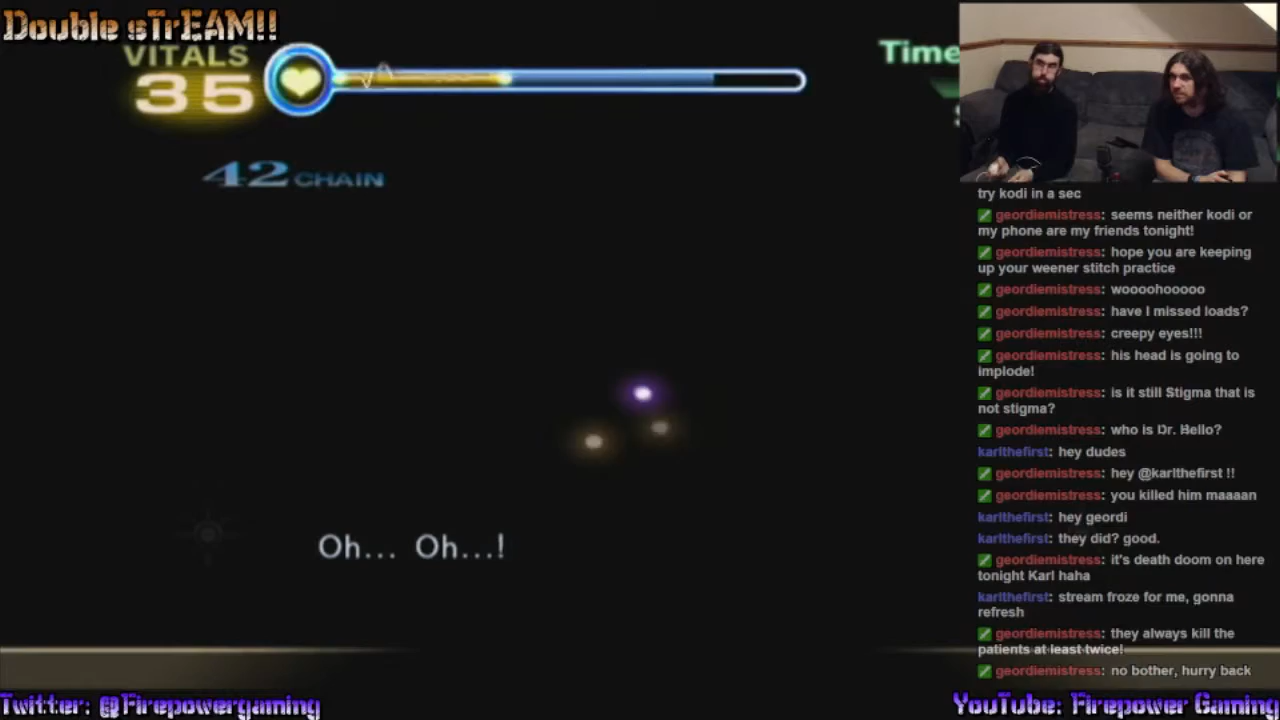 Double sTrEAM!!
VITALS
35
Time
42 CHAIN
Oh... Oh...!
try kodi in a sec
geordiemistress: seems neither kodi or
my phone are my friends tonight!
geordiemistress: hope you are keeping
up your weener stitch practice
geordiemistress: woooohooooo
geordiemistress: have I missed loads?
geordiemistress: creepy eyes!!!
geordiemistress: his head is going to
implode!
geordiemistress: is it still Stigma that is
not stigma?
geordiemistress: who is Dr. Bello?
karlthefirst: hey dudes
geordiemistress: hey @karlthefirst !!
geordiemistress: you killed him maaaan
karlthefirst: hey geordi
karlthefirst: they did? good.
geordiemistress: it's death doom on here
tonight Karl haha
karlthefirst: stream froze for me, gonna
refresh
geordiemistress: they always kill the
patients at least twice!
geordiemistress: no bother, hurry back
Twitter: @Firepowergaming
YouTube: Firepower Gaming